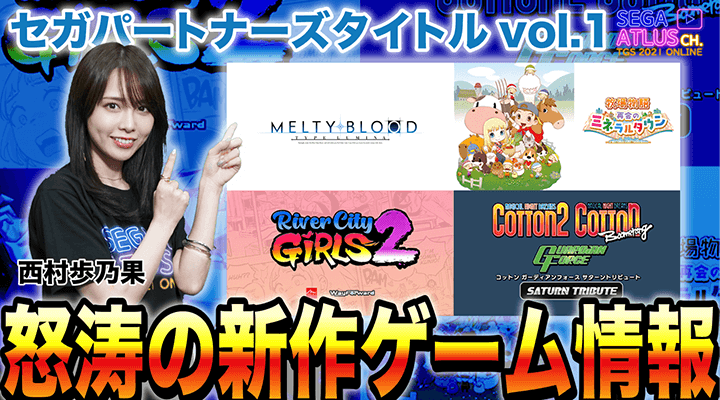 セガパートナーズタイトル vol.1
SEGA
ATLUS CH.
TGS 2021 ONLINE
MELTY BLOOD
TYPE LUMINA
牧場物語
再会の
ミネラルタウン
River City
GiRLS 2
WayForward
COTTON2 COTTON
Boomerang
GUARDIAN
FORCE
コットン ガーディアンフォース サターントリビュート
SATURN TRIBUTE
SEGA
西村歩乃果
怒涛の新作ゲーム情報